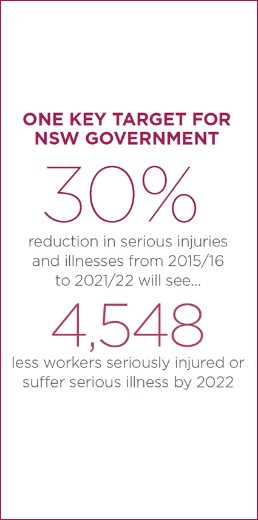 ONE KEY TARGET FOR
NSW GOVERNMENT
30%
reduction in serious injuries
and illnesses from 2015/16
to 2021/22 will see...
4,548
less workers seriously injured or
suffer serious illness by 2022